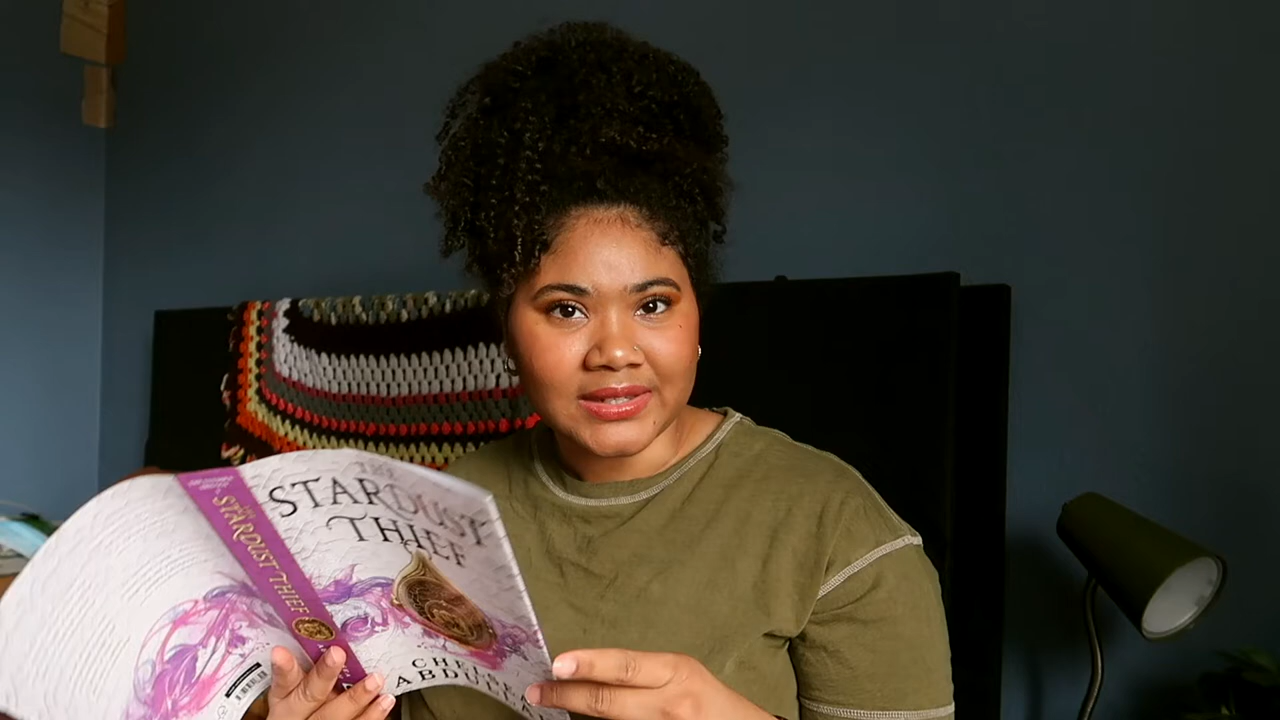 THE
STARDUST
THIEF
CHELSEA
ABDULLAH
THE STARDUST THIEF